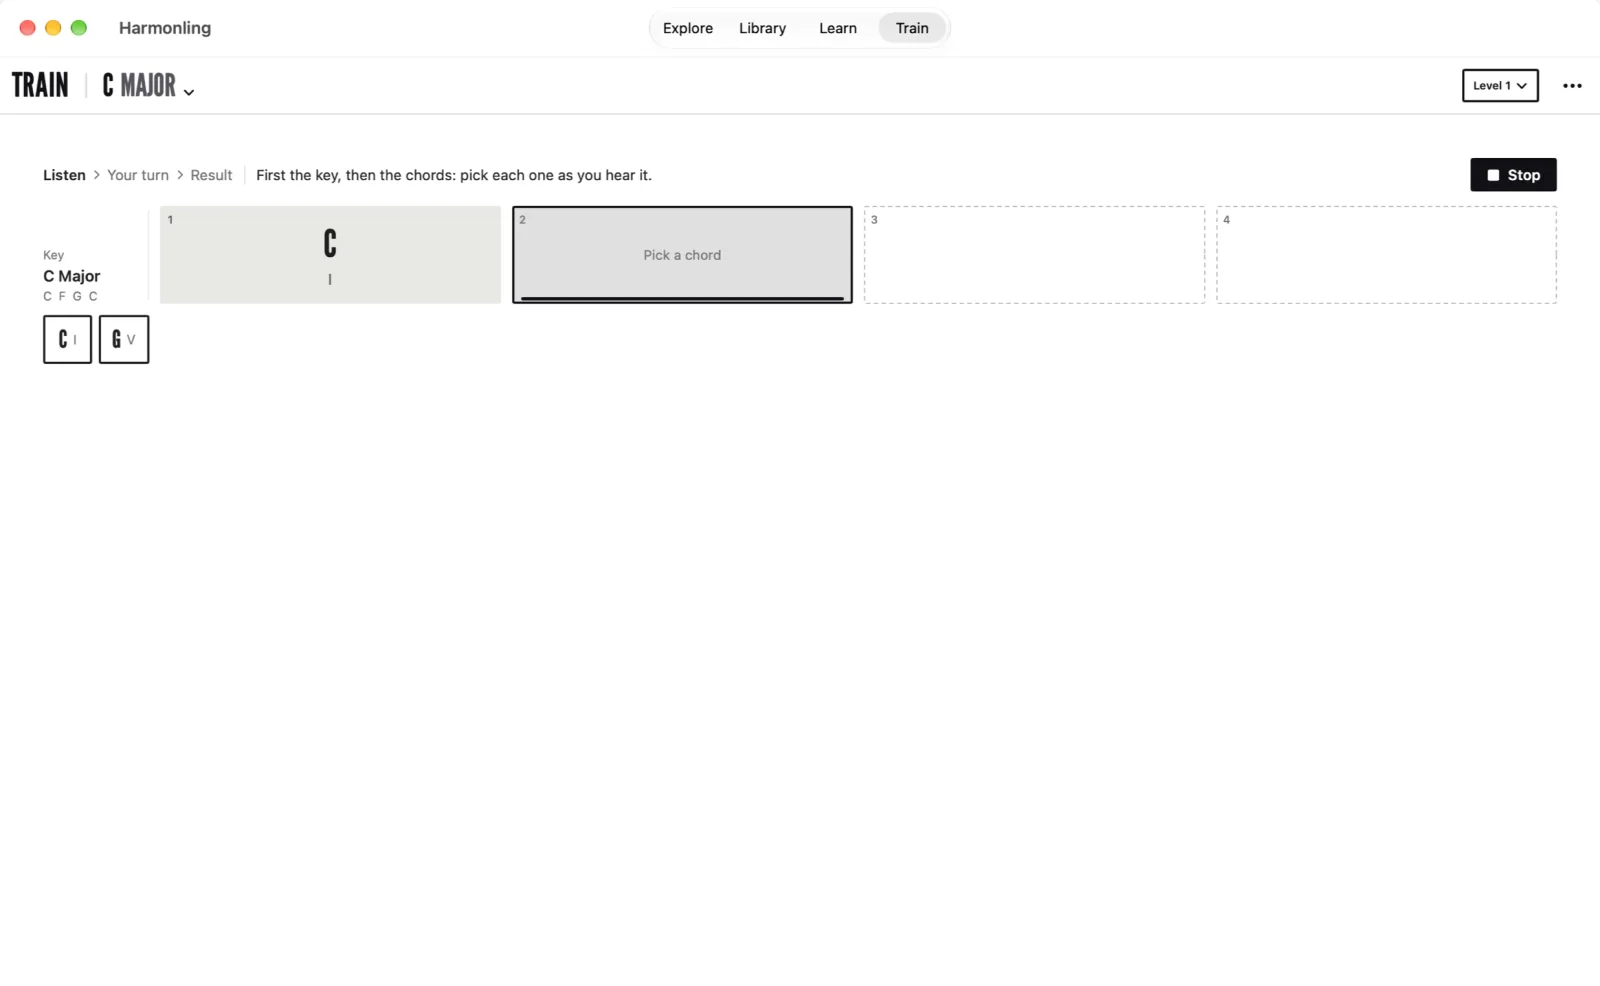 Harmonling
Explore Library Learn Train
TRAIN C MAJOR
Level 1
Listen > Your turn > Result First the key, then the chords: pick each one as you hear it.
Stop
Key
C Major
C F G C
1
C
I
2
Pick a chord
3
4
C I
G V